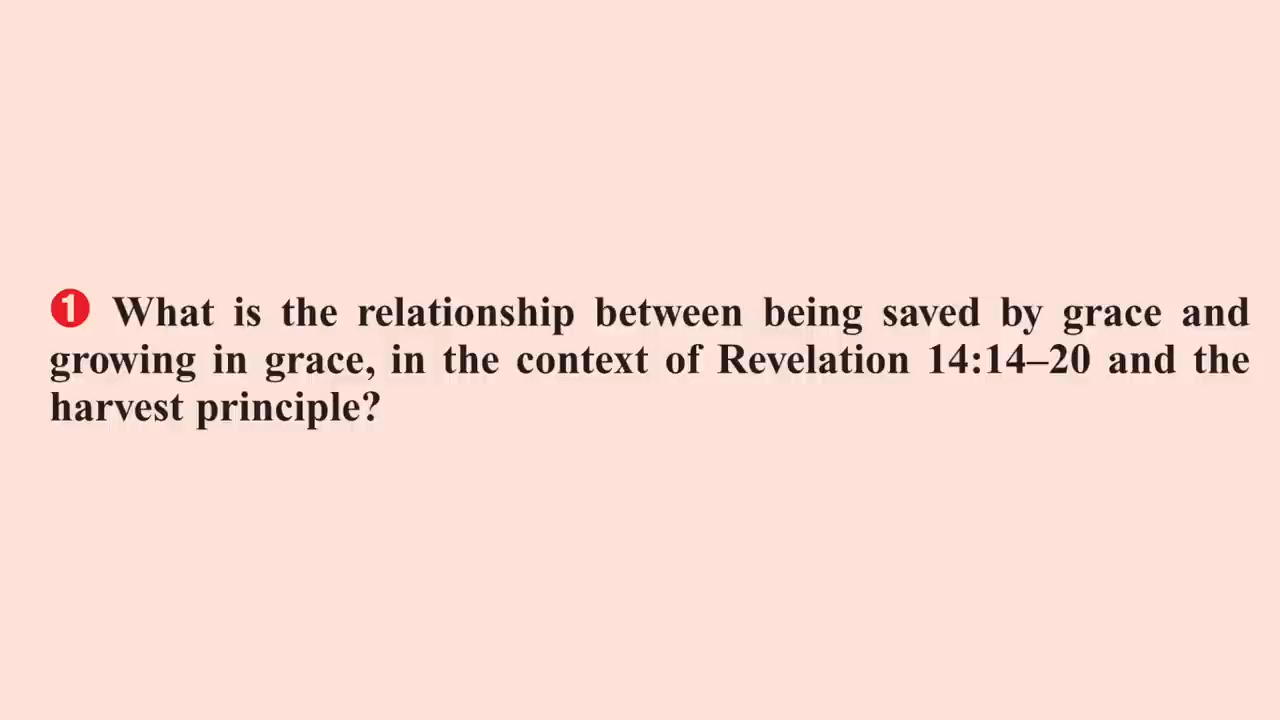 ❶ What is the relationship between being saved by grace and
growing in grace, in the context of Revelation 14:14–20 and the
harvest principle?